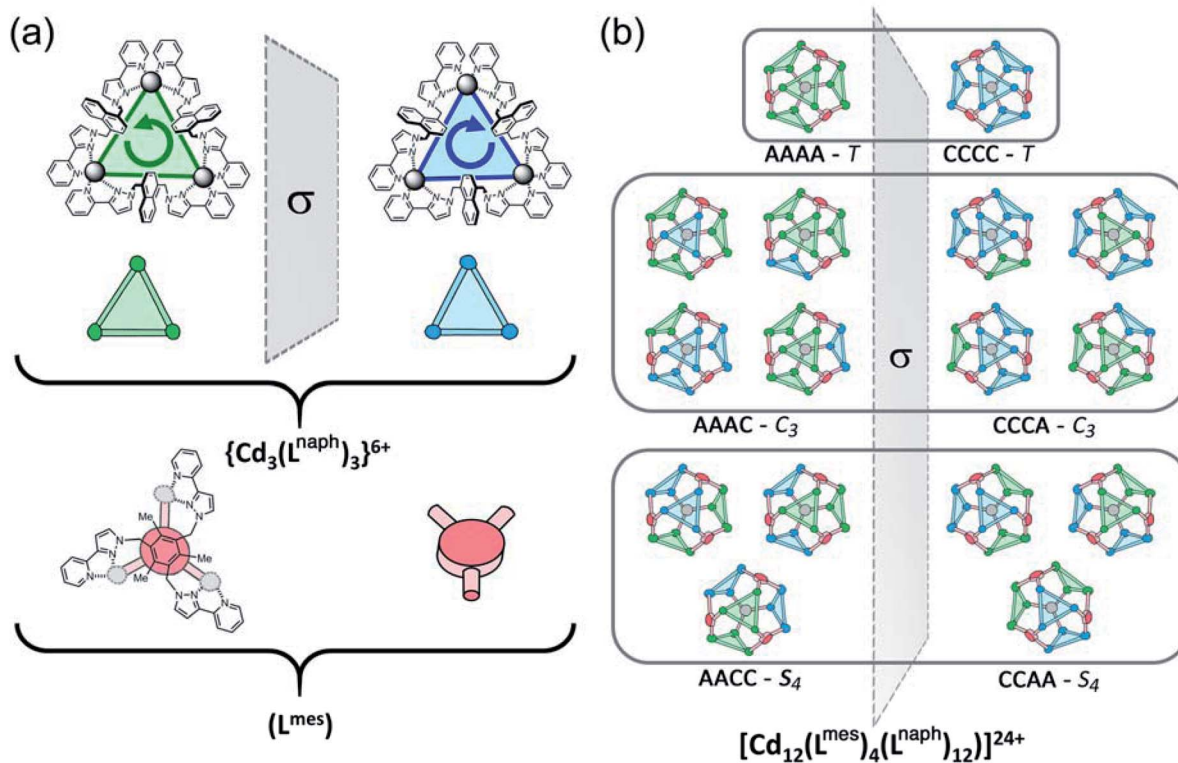 (a)
σ
{Cd₃(Lⁿᵃᵖʰ)₃}⁶⁺
N
N
N
Me
Me
Me
N
N
N
N
N
N
(Lᵐᵉˢ)
(b)
AAAA - T
CCCC - T
σ
AAAC - C₃
CCCA - C₃
AACC - S₄
CCAA - S₄
[Cd₁₂(Lᵐᵉˢ)₄(Lⁿᵃᵖʰ)₁₂)]²⁴⁺